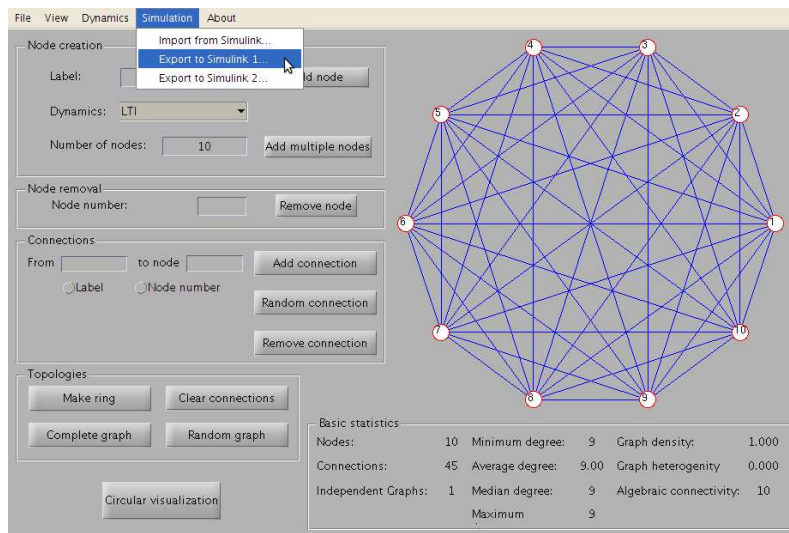 File View Dynamics Simulation About
Import from Simulink...
Export to Simulink 1...
Export to Simulink 2...
Node creation
Label: node
Dynamics: LTI
Number of nodes: 10 Add multiple nodes
Node removal
Node number: Remove node
Connections
From to node Add connection
Label Node number
Random connection
Remove connection
Topologies
Make ring Clear connections
Complete graph Random graph
Circular visualization
4 3
5 2
6 1
7 10
8 9
Basic statistics
Nodes: 10 Minimum degree: 9 Graph density: 1.000
Connections: 45 Average degree: 9.00 Graph heterogenity 0.000
Independent Graphs: 1 Median degree: 9 Algebraic connectivity: 10
Maximum 9